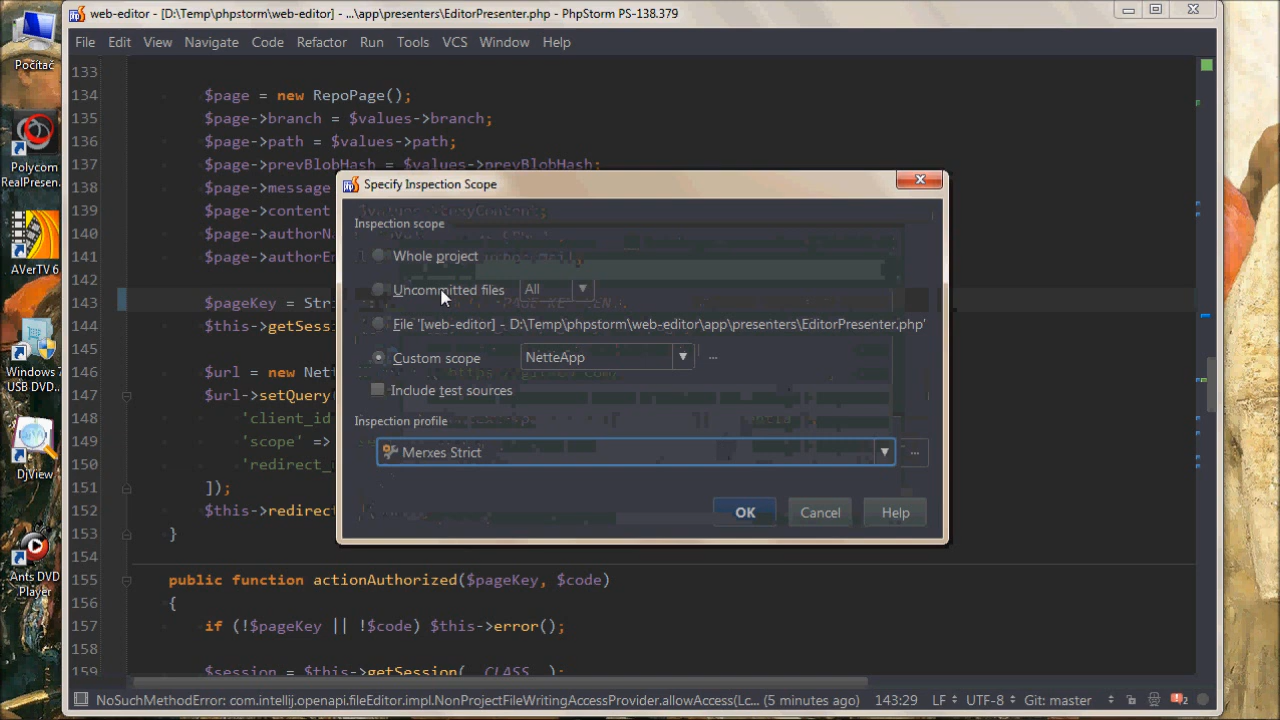 web-editor - [D:\Temp\phpstorm\web-editor] - ...\app\presenters\EditorPresenter.php - PhpStorm PS-138.379
File Edit View Navigate Code Refactor Run Tools VCS Window Help
Počítač
Polycom
RealPresen...
AVerTV 6
Windows 7
USB DVD...
DjView
Ants DVD
Player
133
134 $page = new RepoPage();
135 $page->branch = $values->branch;
136 $page->path = $values->path;
137 $page->prevBlobHash = $values->prevBlobHash;
138 $page->message
139 $page->content
140 $page->authorNa
141 $page->authorEm
142
143 $pageKey = Stri
144 $this->getSessi
145
146 $url = new Nett
147 $url->setQuery(
148 'client_id
149 'scope' =>
150 'redirect_
151 ]);
152 $this->redirect
153 }
154
155 public function actionAuthorized($pageKey, $code)
156 {
157 if (!$pageKey || !$code) $this->error();
158
159 $session = $this->getSession(__CLASS__);
Specify Inspection Scope
Inspection scope
Whole project
Uncommitted files All
File '[web-editor] - D:\Temp\phpstorm\web-editor\app\presenters\EditorPresenter.php'
Custom scope NetteApp ...
Include test sources
Inspection profile
Merxes Strict ...
OK Cancel Help
NoSuchMethodError: com.intellij.openapi.fileEditor.impl.NonProjectFileWritingAccessProvider.allowAccess(Lc... (5 minutes ago) 143:29 LF UTF-8 Git: master 2